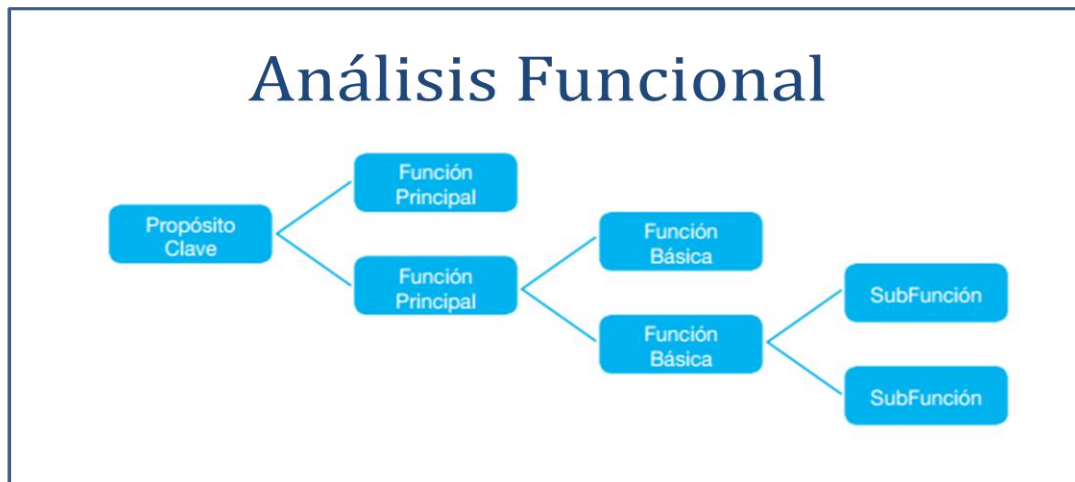 Análisis Funcional
Función
Principal
Propósito
Clave
Función
Principal
Función
Básica
Función
Básica
SubFunción
SubFunción